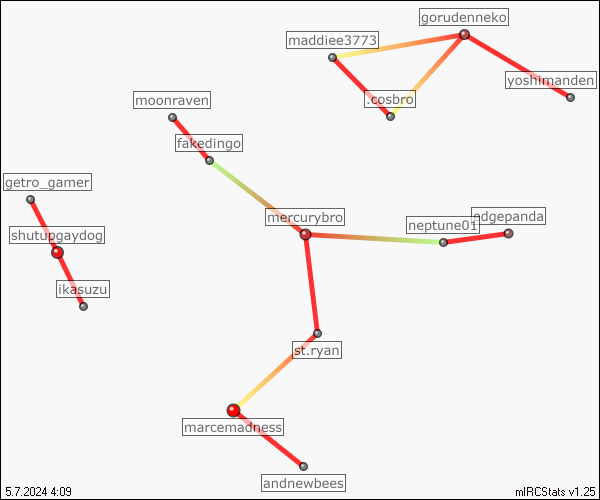 gorudenneko
maddiee3773
yoshimanden
.cosbro
moonraven
fakedingo
getro_gamer
mercurybro
edgepanda
neptune01
shutupgaydog
ikasuzu
st.ryan
marcemadness
andnewbees
5.7.2024 4:09
mIRCStats v1.25